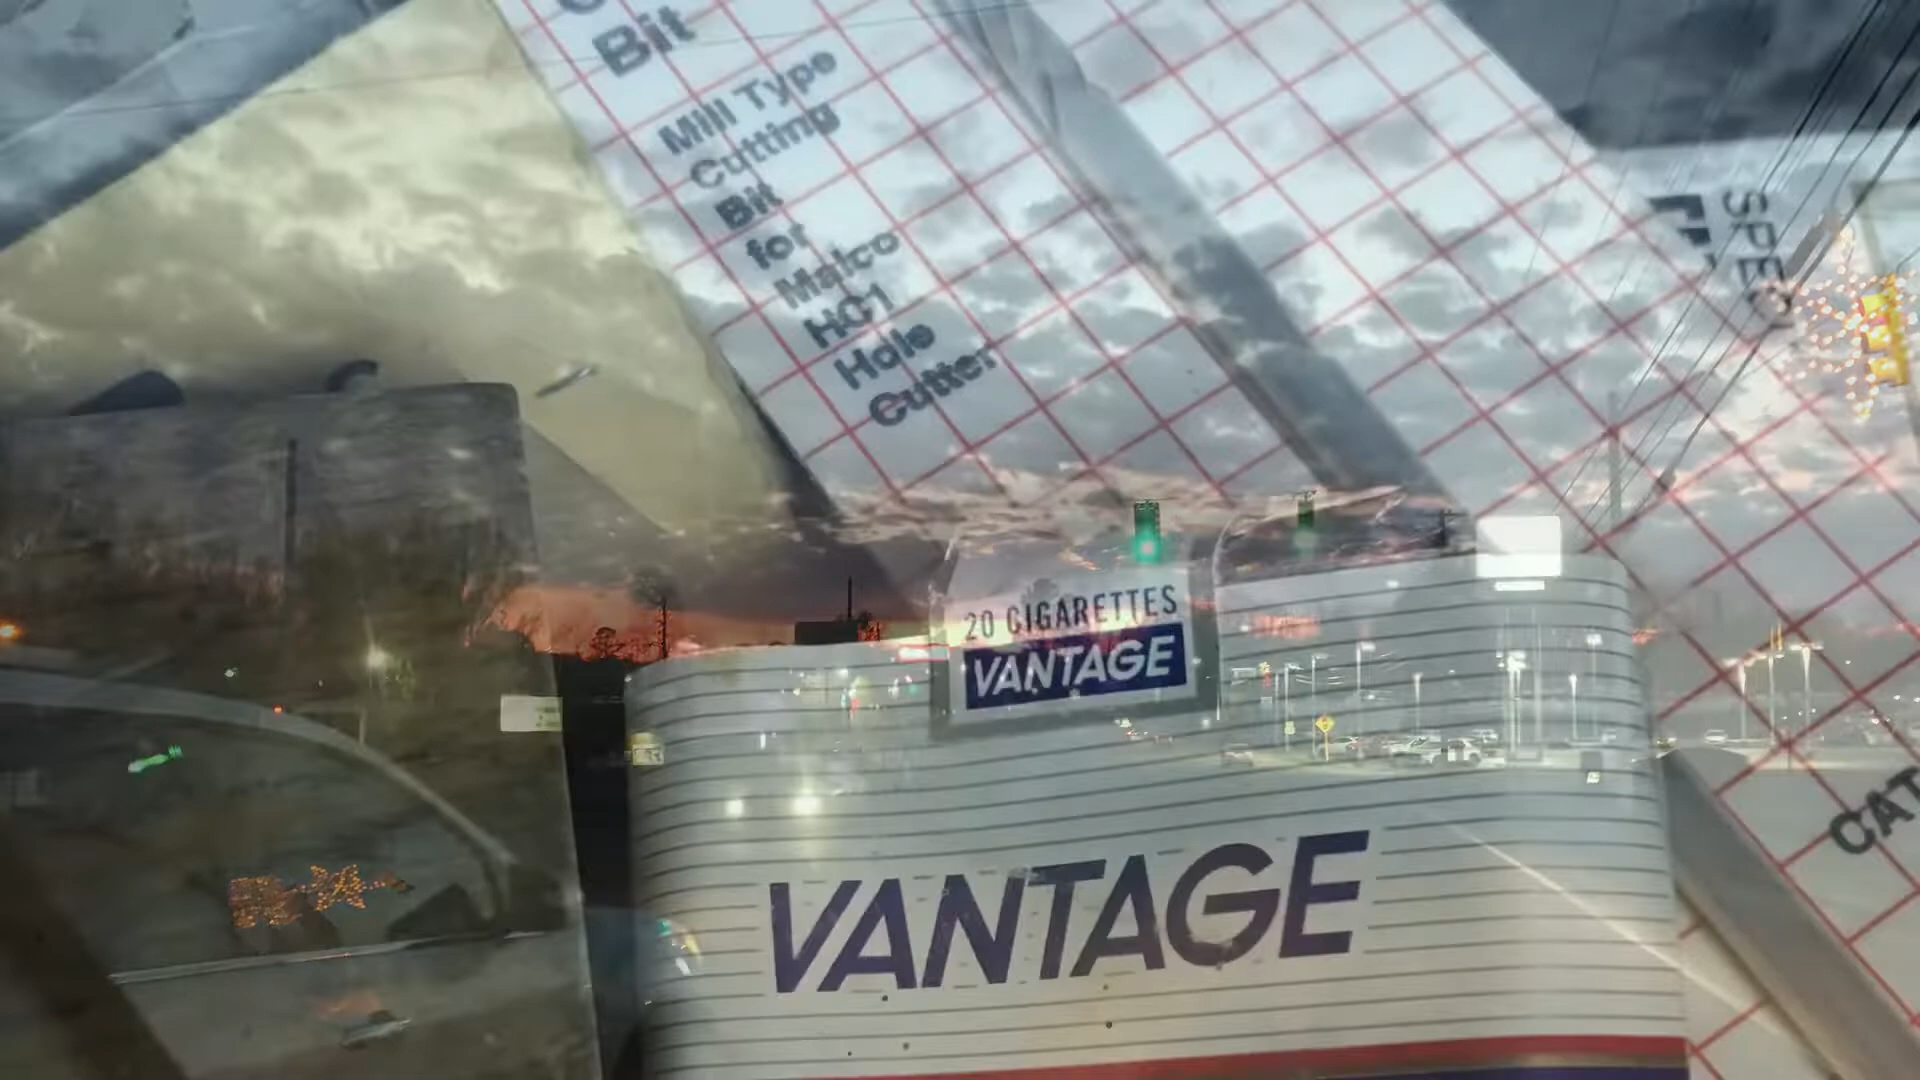 Bit
Mill Type
Cutting
Bit
for
Malco
HC1
Hole
Cutter
20 CIGARETTES
VANTAGE
VANTAGE